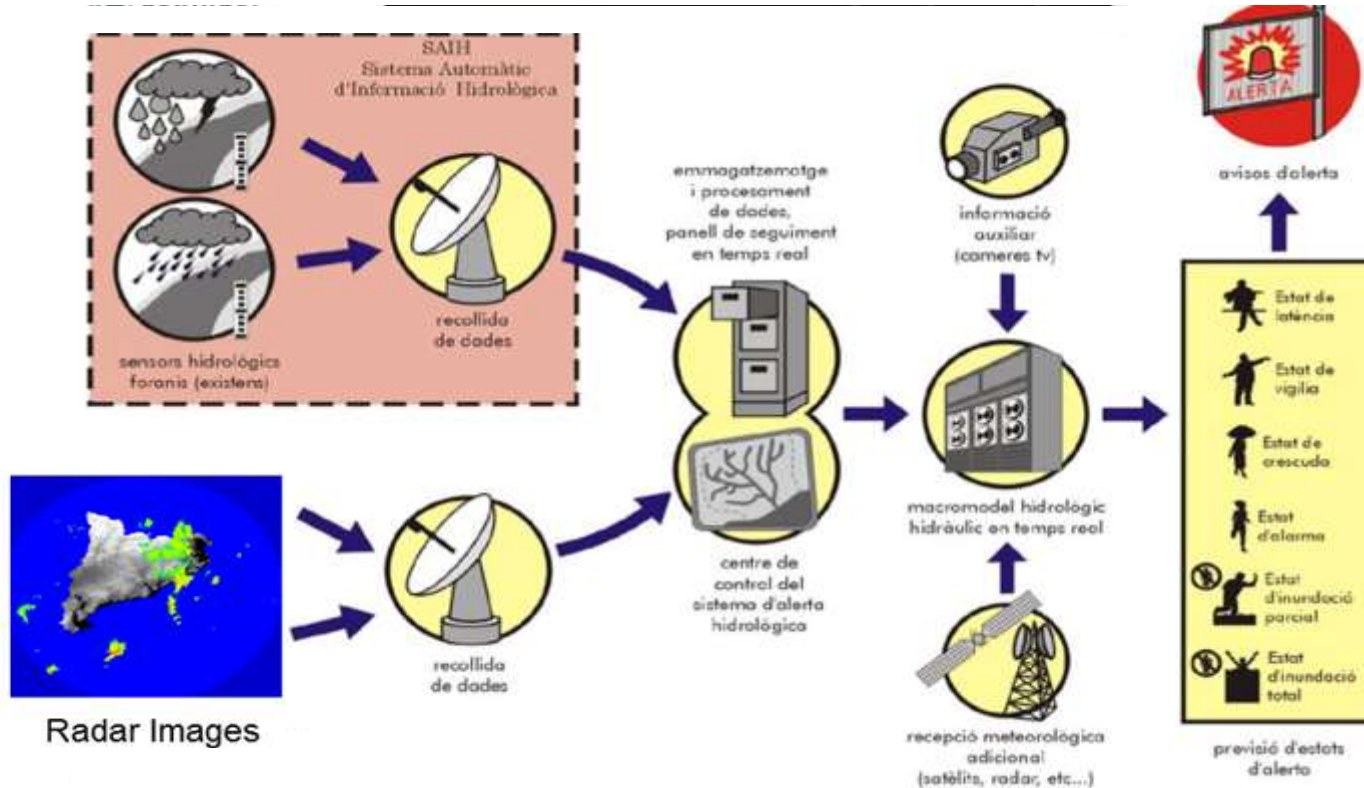 SAIH
Sistema Automàtic
d'Informació Hidrològica
sensors hidrològics
foranis (existens)
recollida
de dades
Radar Images
recollida
de dades
emmagatzematge
i procesament
de dades,
panell de seguiment
en temps real
centre de
control del
sistema d'alerta
hidrológica
informació
auxiliar
(cameres tv)
macromodel hidrològic
hidràulic en temps real
recepció meteorológica
adicional
(satèlits, radar, etc...)
ALERTA
avisos d'alerta
Estat de
latència
Estat de
vigilia
Estat de
crescuda
Estat
d'alarma
Estat
d'inundació
parcial
Estat
d'inundació
total
previsió d'estats
d'alerta